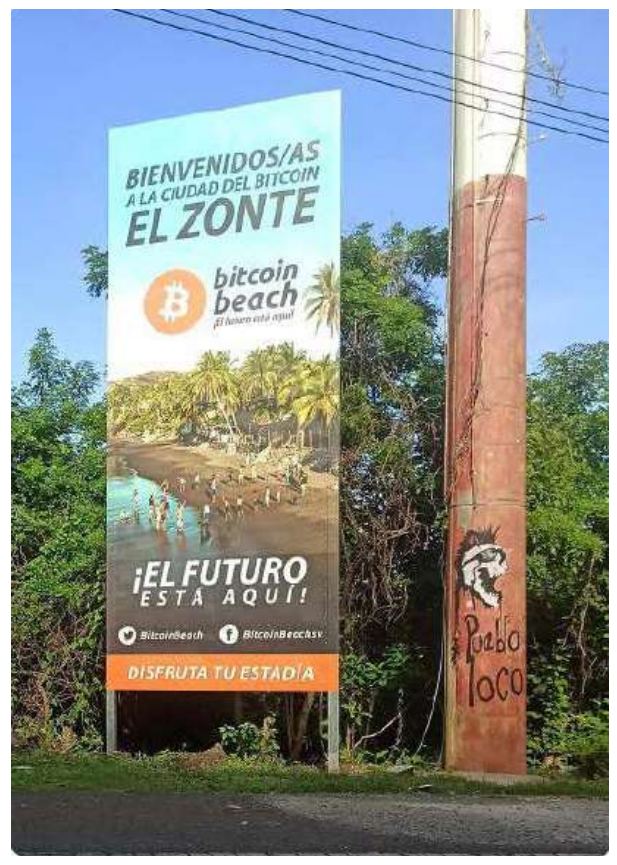 BIENVENIDOS/AS
A LA CIUDAD DEL BITCOIN
EL ZONTE
bitcoin
beach
¡El futuro está aquí!
¡EL FUTURO
ESTÁ AQUÍ!
BitcoinBeach
BitcoinBeachsv
DISFRUTA TU ESTADÍA
Pueblo
loco